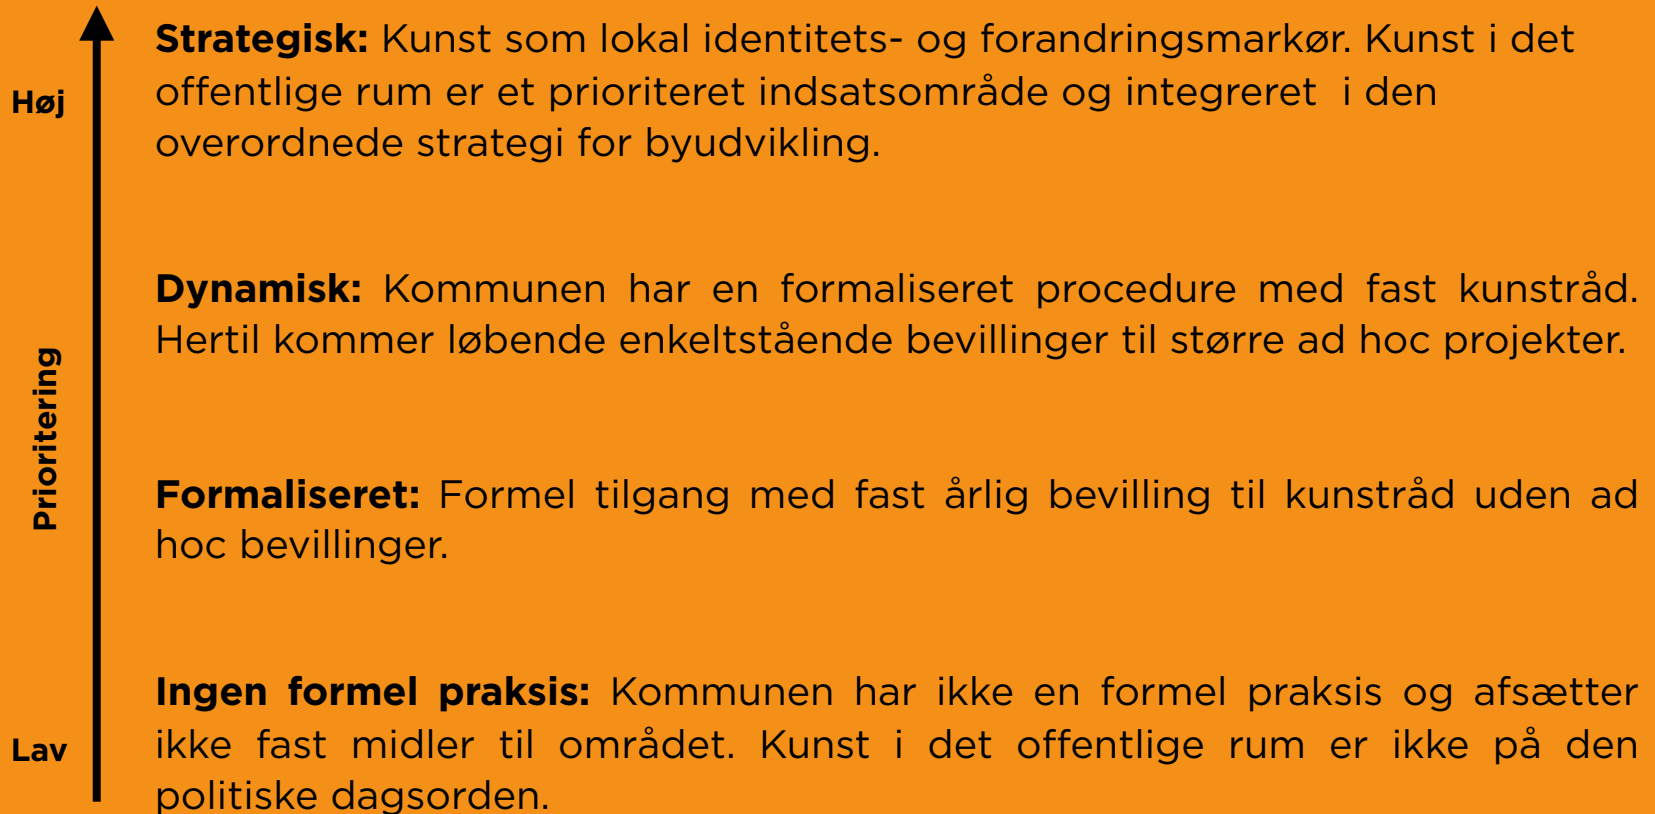 Høj
Strategisk: Kunst som lokal identitets- og forandringsmarkør. Kunst i det
offentlige rum er et prioriteret indsatsområde og integreret i den
overordnede strategi for byudvikling.
Prioritering
Dynamisk: Kommunen har en formaliseret procedure med fast kunstråd.
Hertil kommer løbende enkeltstående bevillinger til større ad hoc projekter.
Formaliseret: Formel tilgang med fast årlig bevilling til kunstråd uden ad
hoc bevillinger.
Lav
Ingen formel praksis: Kommunen har ikke en formel praksis og afsætter
ikke fast midler til området. Kunst i det offentlige rum er ikke på den
politiske dagsorden.